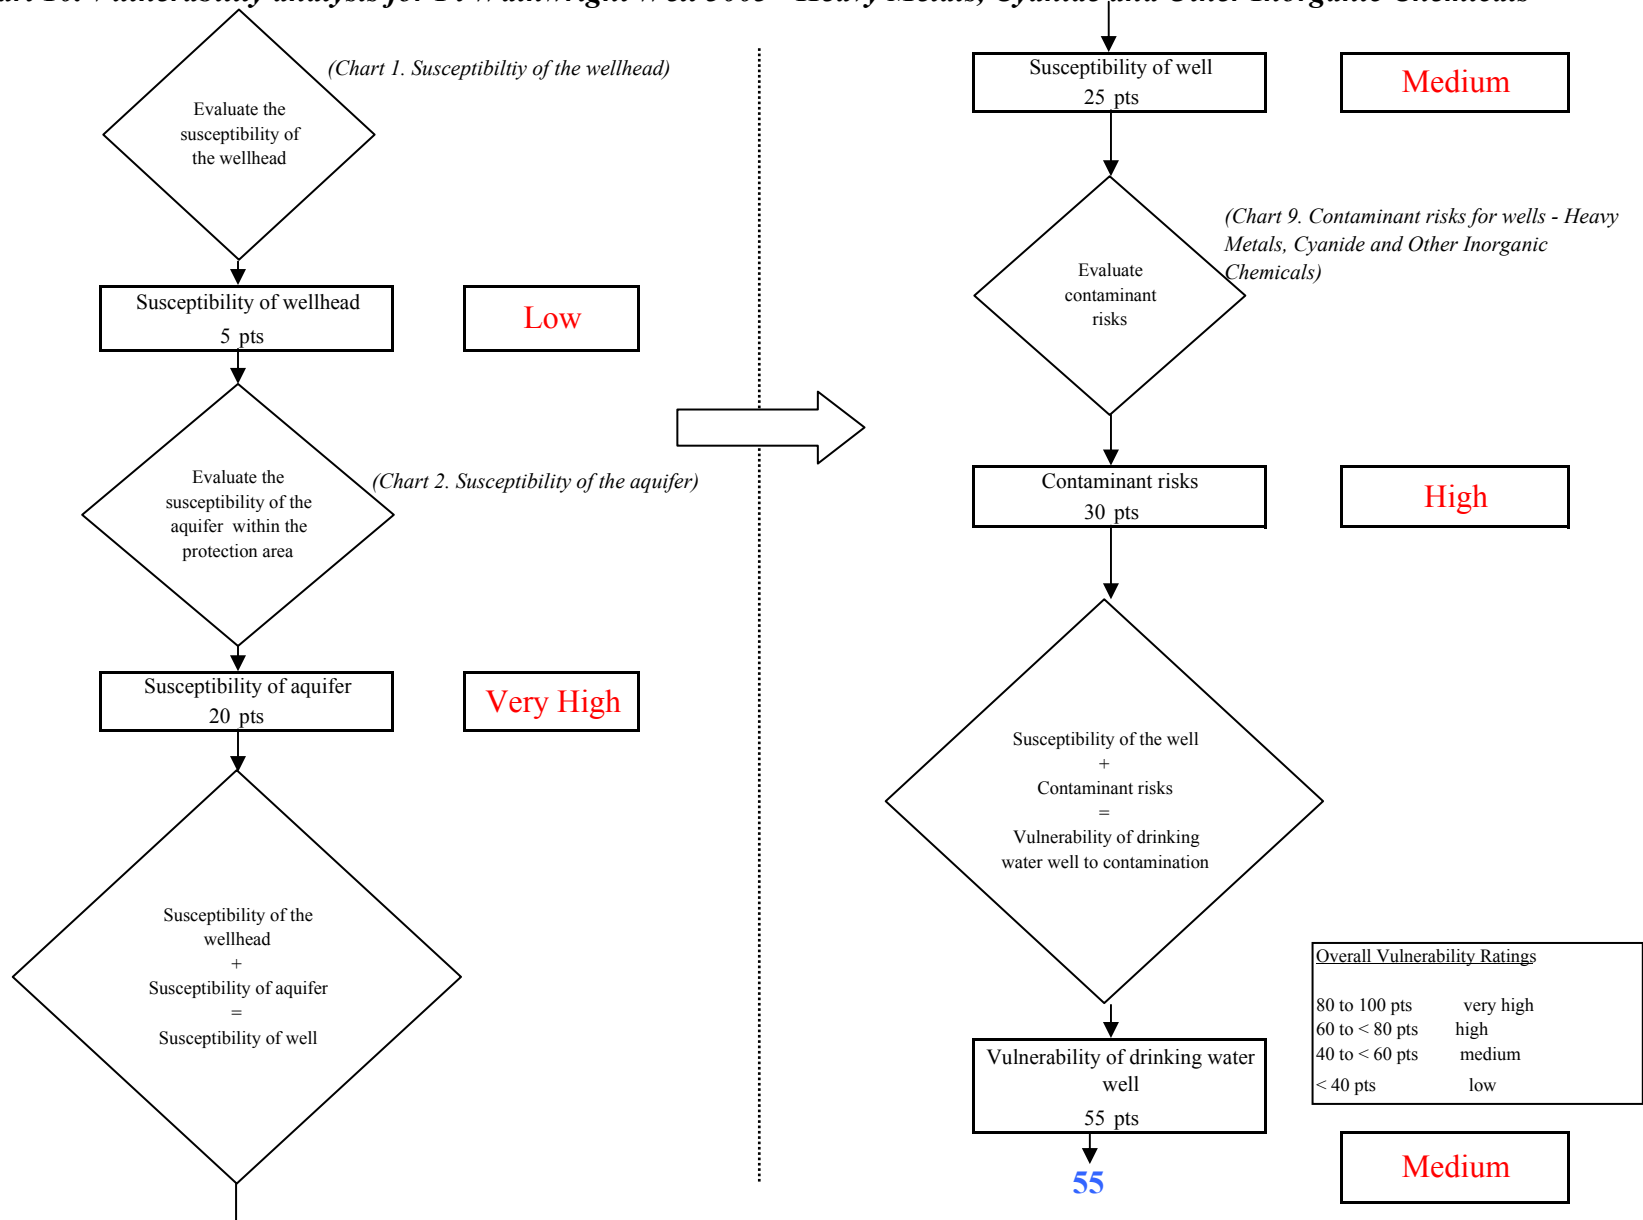 Evaluate the
susceptibility of
the wellhead
(Chart 1. Susceptibiltiy of the wellhead)
Susceptibility of wellhead
5 pts
Low
Evaluate the
susceptibility of the
aquifer within the
protection area
(Chart 2. Susceptibility of the aquifer)
Susceptibility of aquifer
20 pts
Very High
Susceptibility of the
wellhead
+
Susceptibility of aquifer
=
Susceptibility of well
Susceptibility of well
25 pts
Medium
Evaluate
contaminant
risks
(Chart 9. Contaminant risks for wells - Heavy
Metals, Cyanide and Other Inorganic
Chemicals)
Contaminant risks
30 pts
High
Susceptibility of the well
+
Contaminant risks
=
Vulnerability of drinking
water well to contamination
Overall Vulnerability Ratings
80 to 100 pts very high
60 to < 80 pts high
40 to < 60 pts medium
< 40 pts low
Vulnerability of drinking water
well
55 pts
55
Medium